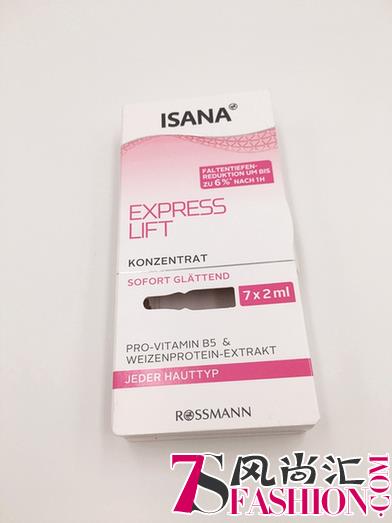 ISANA
FALTENTIEFEN-
REDUKTION UM BIS
ZU 6%* NACH 1H
EXPRESS
LIFT
KONZENTRAT
SOFORT GLÄTTEND
7 x 2 ml
PRO-VITAMIN B5 &
WEIZENPROTEIN-EXTRAKT
JEDER HAUTTYP
ROSSMANN
7S风尚汇
FASHION.COM